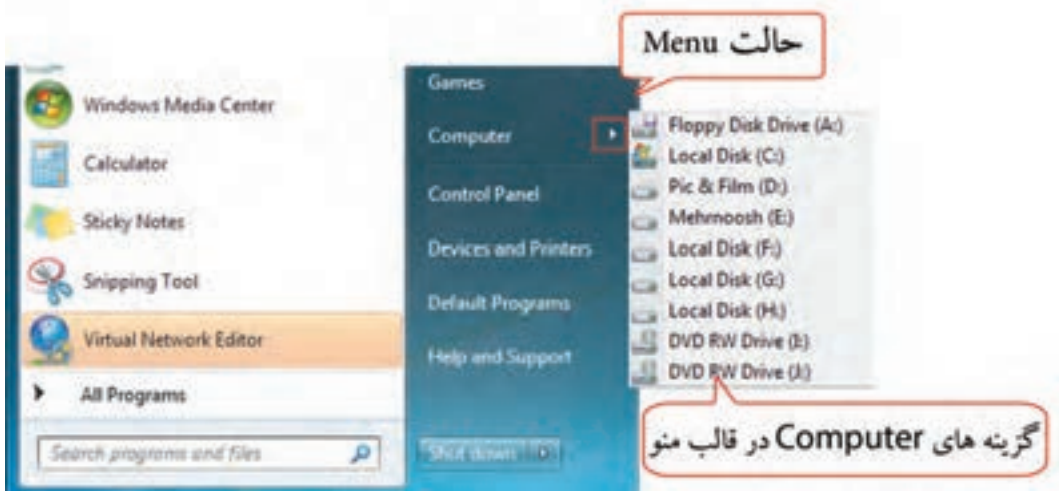 حالت Menu
Windows Media Center
Calculator
Sticky Notes
Snipping Tool
Virtual Network Editor
All Programs
Search programs and files
Games
Computer
Control Panel
Devices and Printers
Default Programs
Help and Support
Shut down
Floppy Disk Drive (A:)
Local Disk (C:)
Pic & Film (D:)
Mehrnoosh (E:)
Local Disk (F:)
Local Disk (G:)
Local Disk (H:)
DVD RW Drive (I:)
DVD RW Drive (J:)
گزینه های Computer در قالب منو